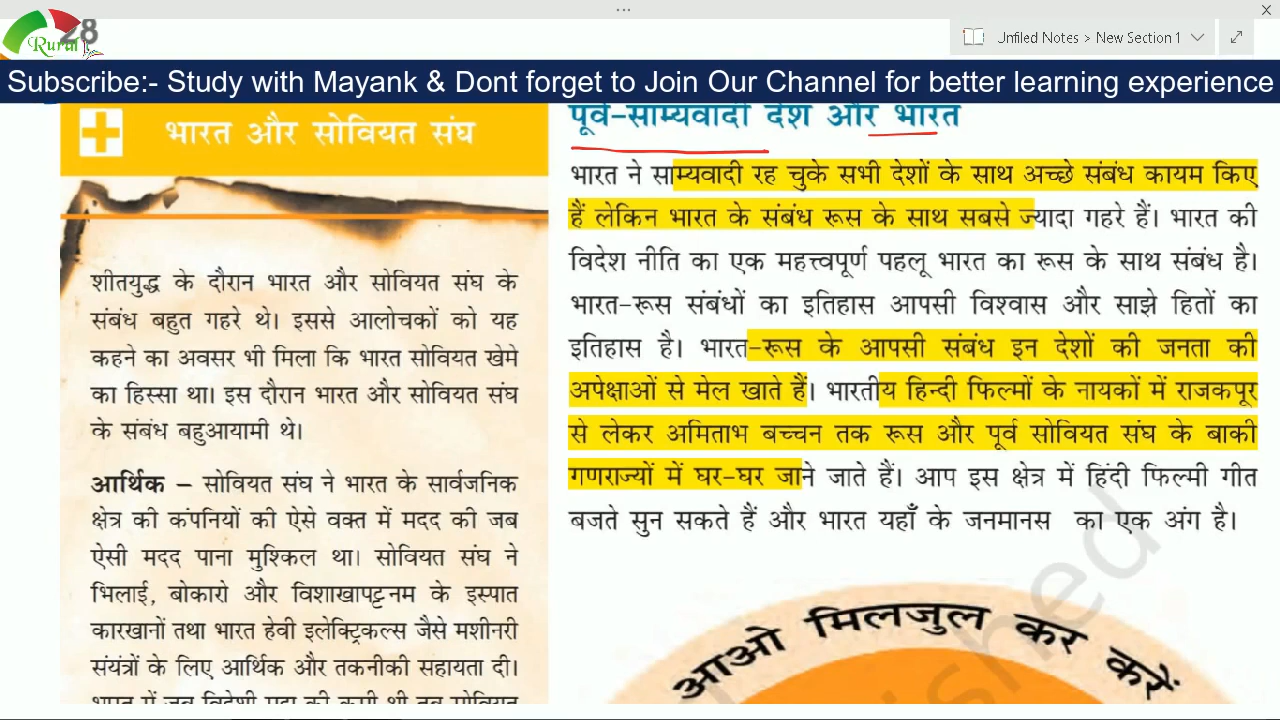 28
Rural
Unfiled Notes > New Section 1
Subscribe:- Study with Mayank & Dont forget to Join Our Channel for better learning experience
भारत और सोवियत संघ
शीतयुद्ध के दौरान भारत और सोवियत संघ के
संबंध बहुत गहरे थे। इससे आलोचकों को यह
कहने का अवसर भी मिला कि भारत सोवियत खेमे
का हिस्सा था। इस दौरान भारत और सोवियत संघ
के संबंध बहुआयामी थे।
आर्थिक – सोवियत संघ ने भारत के सार्वजनिक
क्षेत्र की कंपनियों की ऐसे वक्त में मदद की जब
ऐसी मदद पाना मुश्किल था। सोवियत संघ ने
भिलाई, बोकारो और विशाखापट्टनम के इस्पात
कारखानों तथा भारत हेवी इलेक्ट्रिकल्स जैसे मशीनरी
संयंत्रों के लिए आर्थिक और तकनीकी सहायता दी।
भारत में जब विदेशी मुद्रा की कमी थी तब सोवियत
पूर्व-साम्यवादी देश और भारत
भारत ने साम्यवादी रह चुके सभी देशों के साथ अच्छे संबंध कायम किए
हैं लेकिन भारत के संबंध रूस के साथ सबसे ज्यादा गहरे हैं। भारत की
विदेश नीति का एक महत्त्वपूर्ण पहलू भारत का रूस के साथ संबंध है।
भारत-रूस संबंधों का इतिहास आपसी विश्वास और साझे हितों का
इतिहास है। भारत-रूस के आपसी संबंध इन देशों की जनता की
अपेक्षाओं से मेल खाते हैं। भारतीय हिन्दी फिल्मों के नायकों में राजकपूर
से लेकर अमिताभ बच्चन तक रूस और पूर्व सोवियत संघ के बाकी
गणराज्यों में घर-घर जाने जाते हैं। आप इस क्षेत्र में हिंदी फिल्मी गीत
बजते सुन सकते हैं और भारत यहाँ के जनमानस का एक अंग है।
आओ मिलजुल कर करें